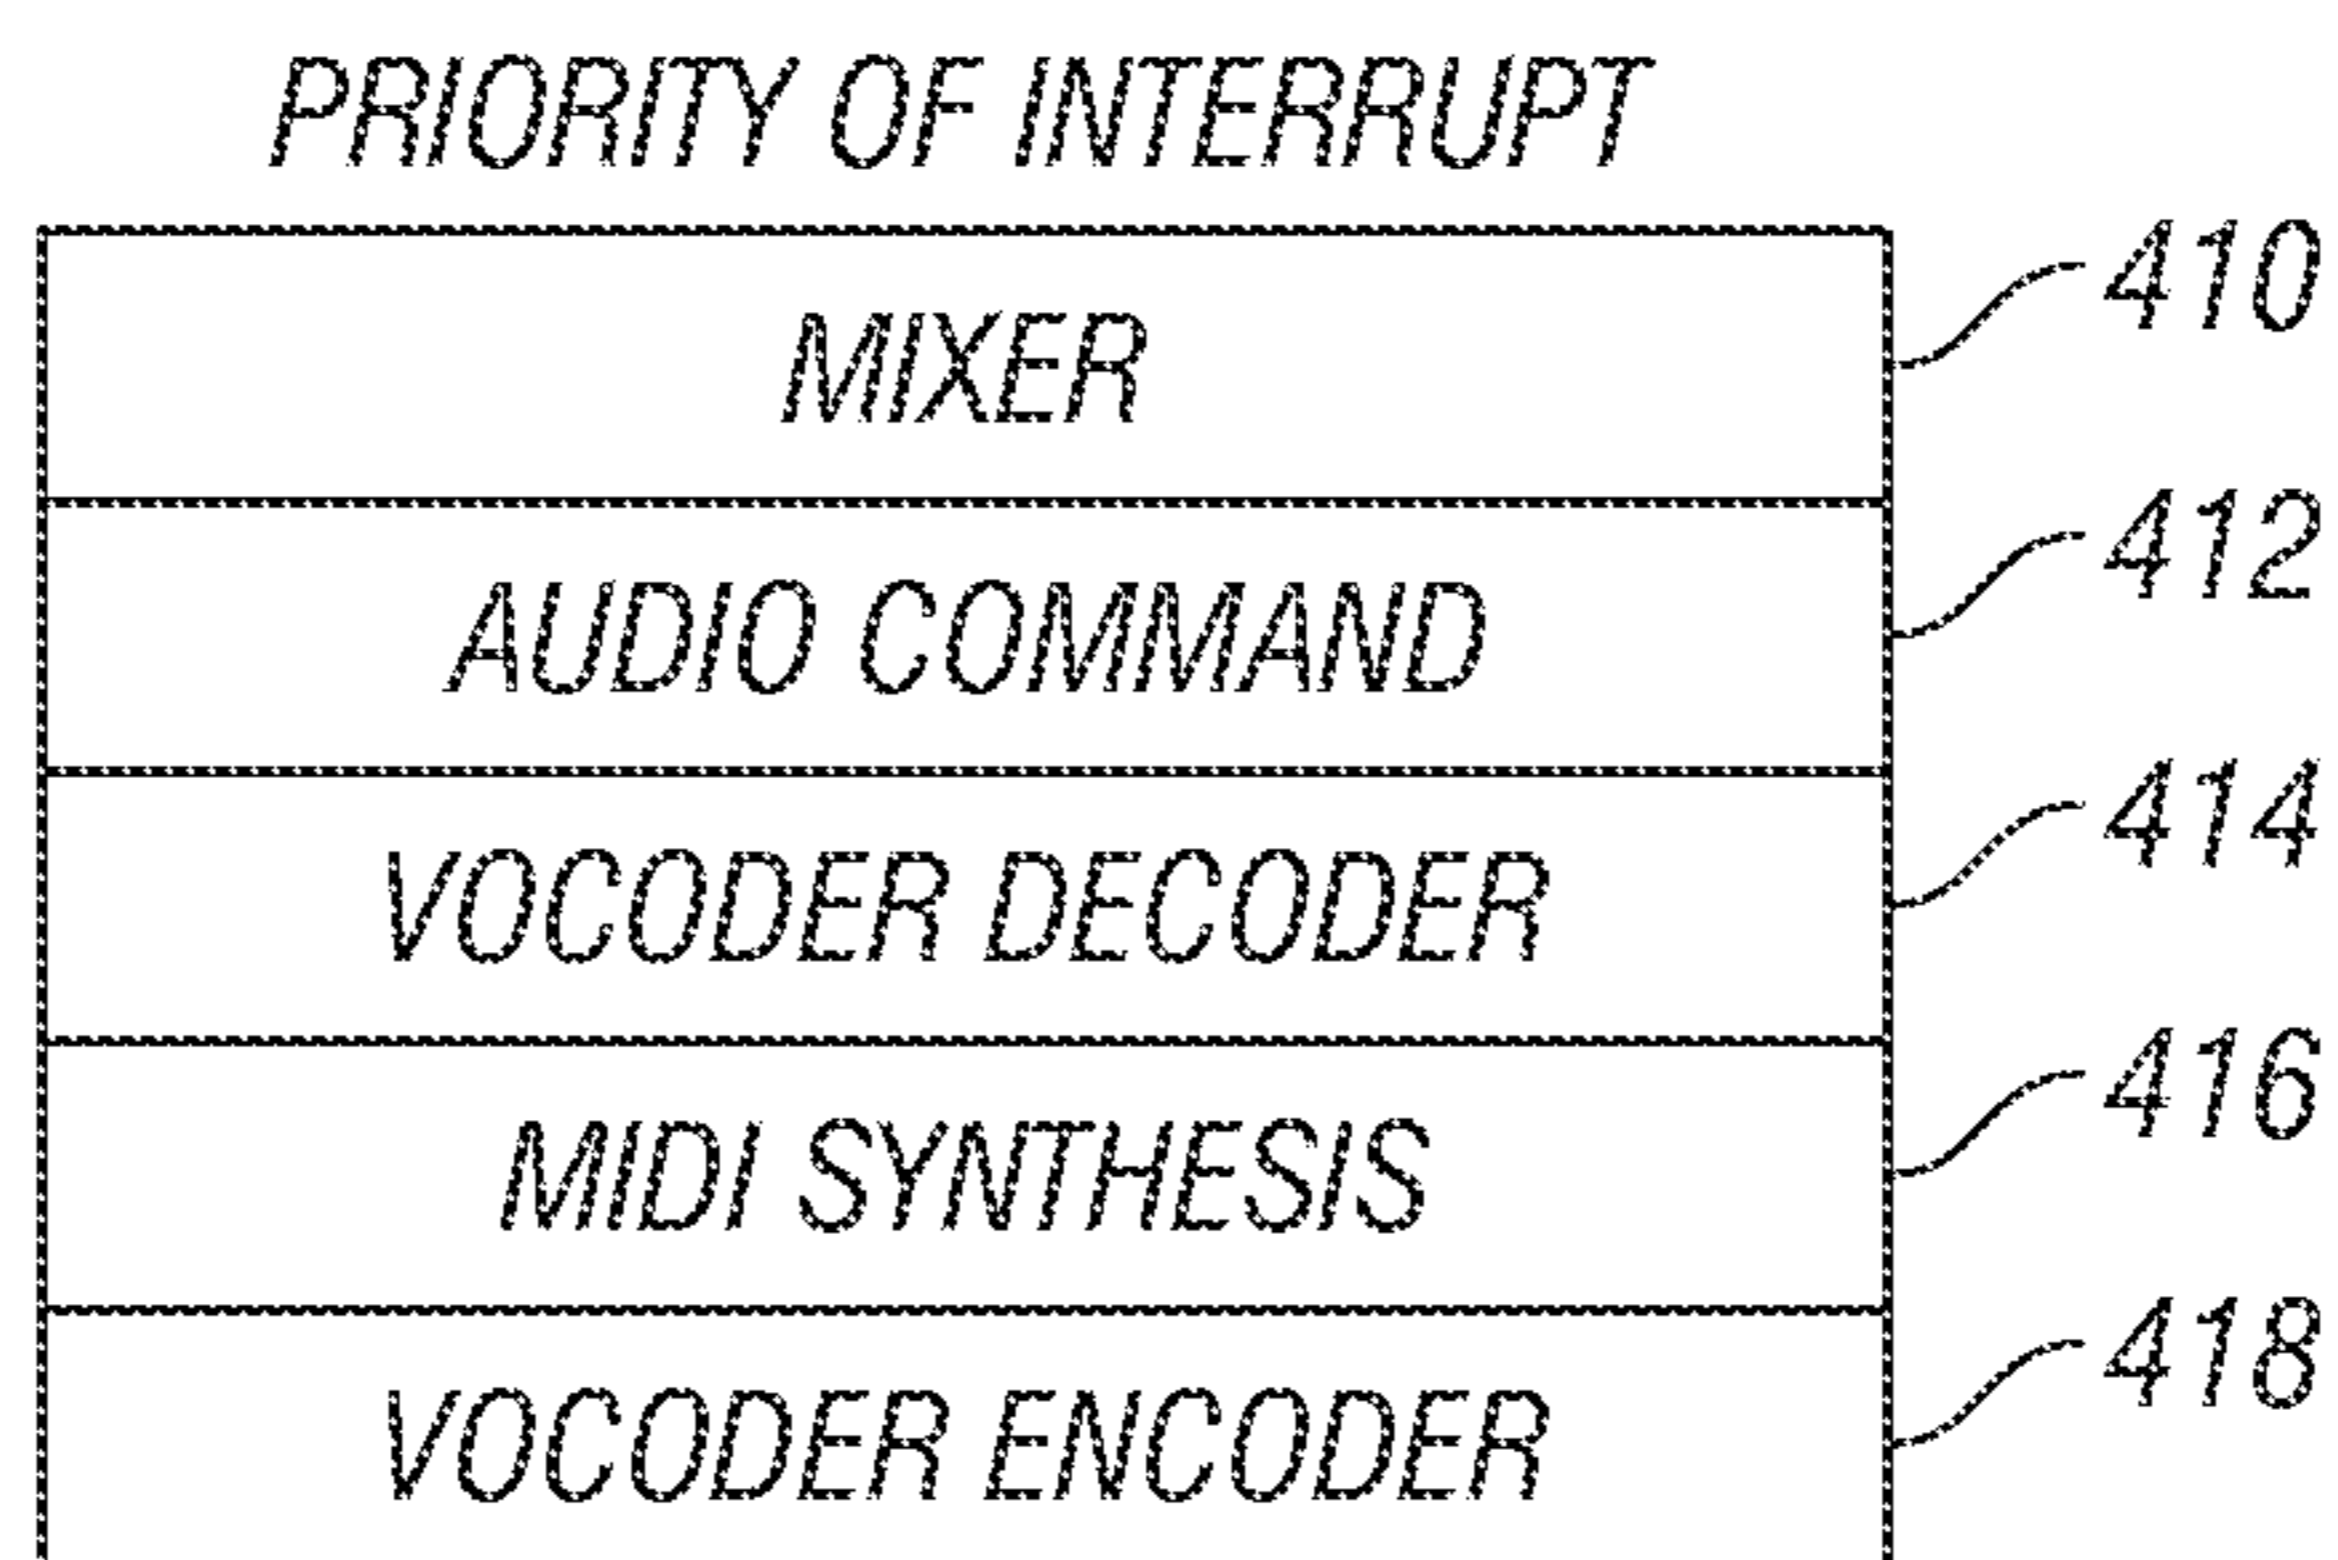 PRIORITY OF INTERRUPT
MIXER 410
AUDIO COMMAND 412
VOCODER DECODER 414
MIDI SYNTHESIS 416
VOCODER ENCODER 418